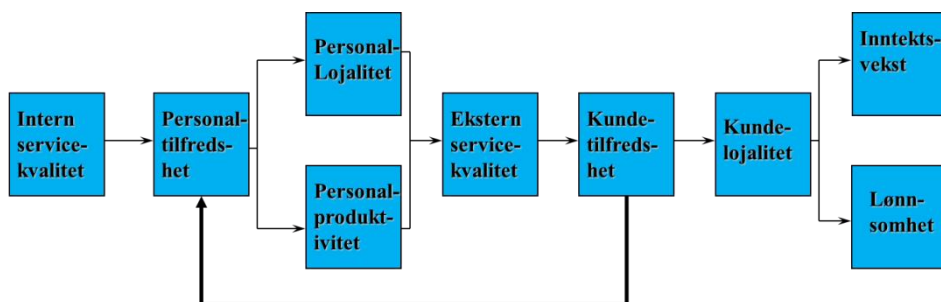 Intern
service-
kvalitet
Personal-
tilfreds-
het
Personal-
Lojalitet
Personal-
produkt-
ivitet
Ekstern
service-
kvalitet
Kunde-
tilfreds-
het
Kunde-
lojalitet
Inntekts-
vekst
Lønn-
somhet